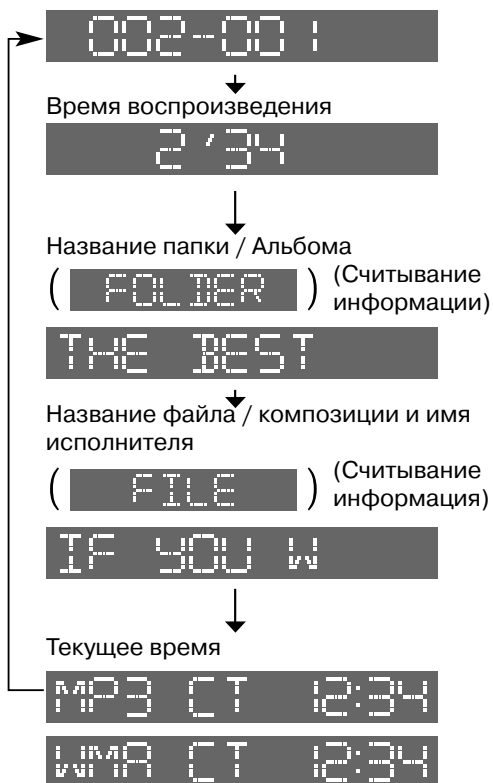 002-001
Время воспроизведения
2'34
Название папки / Альбома
( FOLDER ) (Считывание
информации)
THE BEST
Название файла / композиции и имя
исполнителя
( FILE ) (Считывание
информация)
IF YOU W
Текущее время
MP3 CT 12:34
WMA CT 12:34